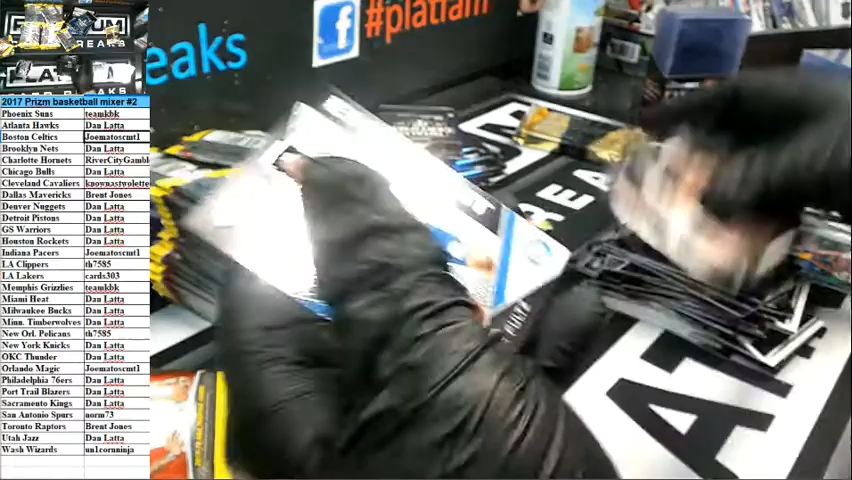 2017 Prizm basketball mixer #2
Phoenix Suns teamkbk
Atlanta Hawks Dan Latta
Boston Celtics Joematoscmt1
Brooklyn Nets Dan Latta
Charlotte Hornets RiverCityGambl
Chicago Bulls Dan Latta
Cleveland Cavaliers knownastwolette
Dallas Mavericks Brent Jones
Denver Nuggets Dan Latta
Detroit Pistons Dan Latta
GS Warriors Dan Latta
Houston Rockets Dan Latta
Indiana Pacers Joematoscmt1
LA Clippers th7585
LA Lakers cards303
Memphis Grizzlies teamkbk
Miami Heat Dan Latta
Milwaukee Bucks Dan Latta
Minn. Timberwolves Dan Latta
New Orl. Pelicans th7585
New York Knicks Dan Latta
OKC Thunder Dan Latta
Orlando Magic Joematoscmt1
Philadelphia 76ers Dan Latta
Port Trail Blazers Dan Latta
Sacramento Kings Dan Latta
San Antonio Spurs norm73
Toronto Raptors Brent Jones
Utah Jazz Dan Latta
Wash Wizards un1cornninja
eaks
f
#platfam
REA
AT